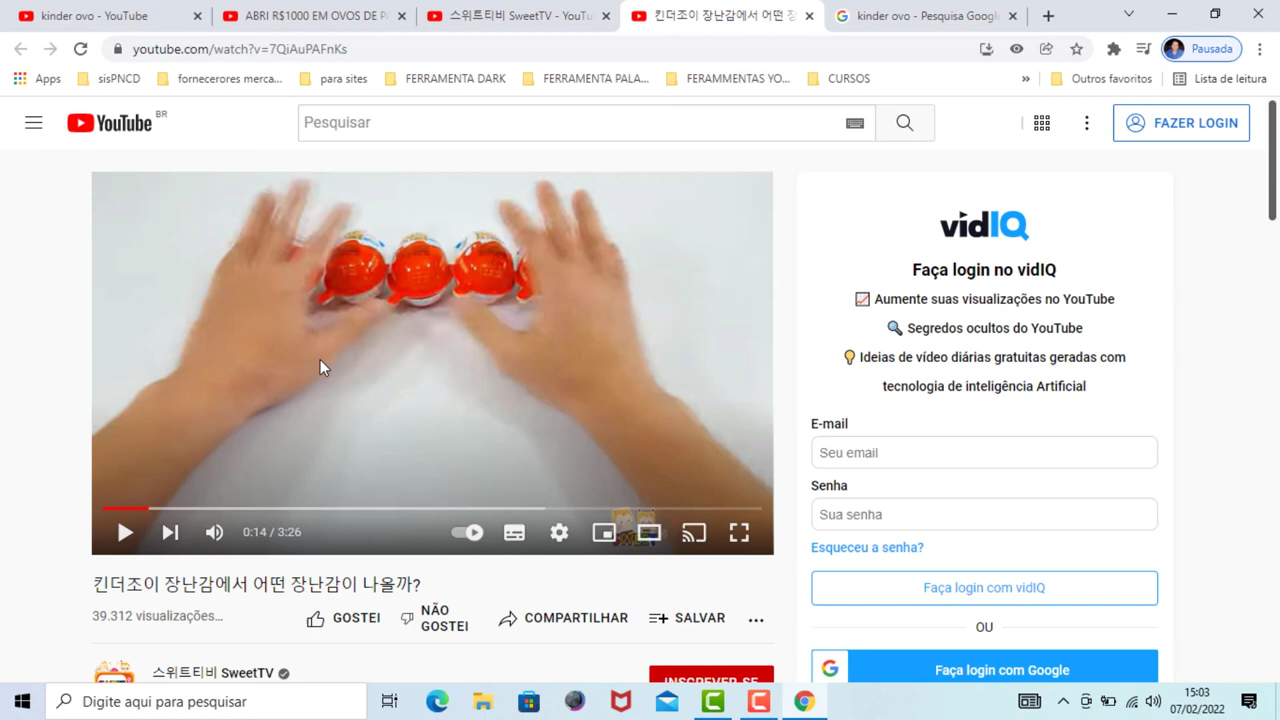 kinder ovo - YouTube
ABRI R$1000 EM OVOS DE PÁ
스위트티비 SweetTV - YouTu
킨더조이 장난감에서 어떤 장
kinder ovo - Pesquisa Google
youtube.com/watch?v=7QiAuPAFnKs
Pausada
Apps
sisPNCD
fornecerores merca...
para sites
FERRAMENTA DARK
FERRAMENTA PALA...
FERAMMENTAS YO...
CURSOS
»
Outros favoritos
Lista de leitura
YouTube BR
Pesquisar
FAZER LOGIN
vidIQ
Faça login no vidIQ
Aumente suas visualizações no YouTube
Segredos ocultos do YouTube
Ideias de vídeo diárias gratuitas geradas com
tecnologia de inteligência Artificial
E-mail
Seu email
Senha
Sua senha
Esqueceu a senha?
Faça login com vidIQ
OU
Faça login com Google
0:14 / 3:26
킨더조이 장난감에서 어떤 장난감이 나올까?
39.312 visualizações...
GOSTEI
NÃO
GOSTEI
COMPARTILHAR
SALVAR
스위트티비 SweetTV
INSCREVER-SE
Digite aqui para pesquisar
15:03
07/02/2022